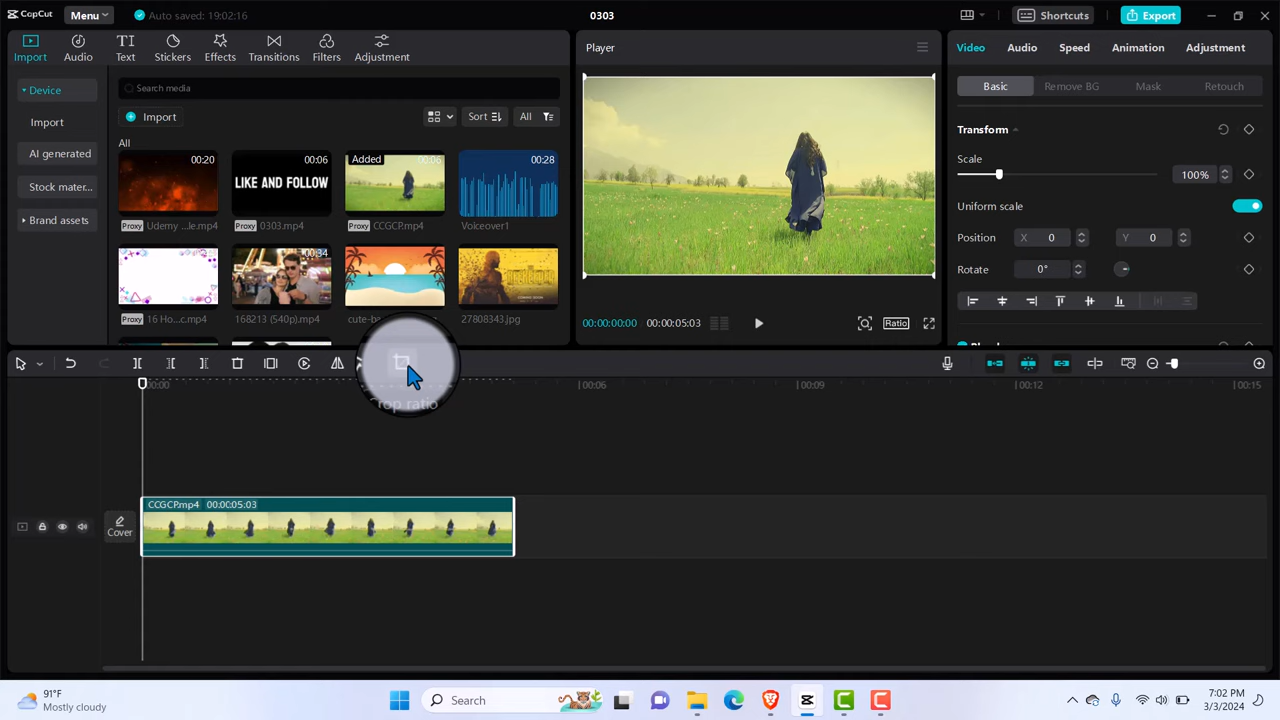 CapCut
Menu
Auto saved: 19:02:16
0303
Shortcuts
Export
Import
Audio
Text
Stickers
Effects
Transitions
Filters
Adjustment
Device
Import
AI generated
Stock mater...
Brand assets
Search media
Import
Sort
All
All
00:20
00:06
LIKE AND FOLLOW
Added
00:06
00:28
Proxy Udemy ...le.mp4
Proxy 0303.mp4
Proxy CCGCP.mp4
Voiceover1
00:34
Proxy 16 Ho...c.mp4
168213 (540p).mp4
27808343.jpg
Player
00:00:00:00
00:00:05:03
Ratio
Video
Audio
Speed
Animation
Adjustment
Basic
Remove BG
Mask
Retouch
Transform
Scale
100%
Uniform scale
Position
X 0
Y 0
Rotate
0°
Crop ratio
00:00
00:06
00:09
00:12
00:15
Cover
CCGCP.mp4 00:00:05:03
91°F
Mostly cloudy
Search
7:02 PM
3/3/2024